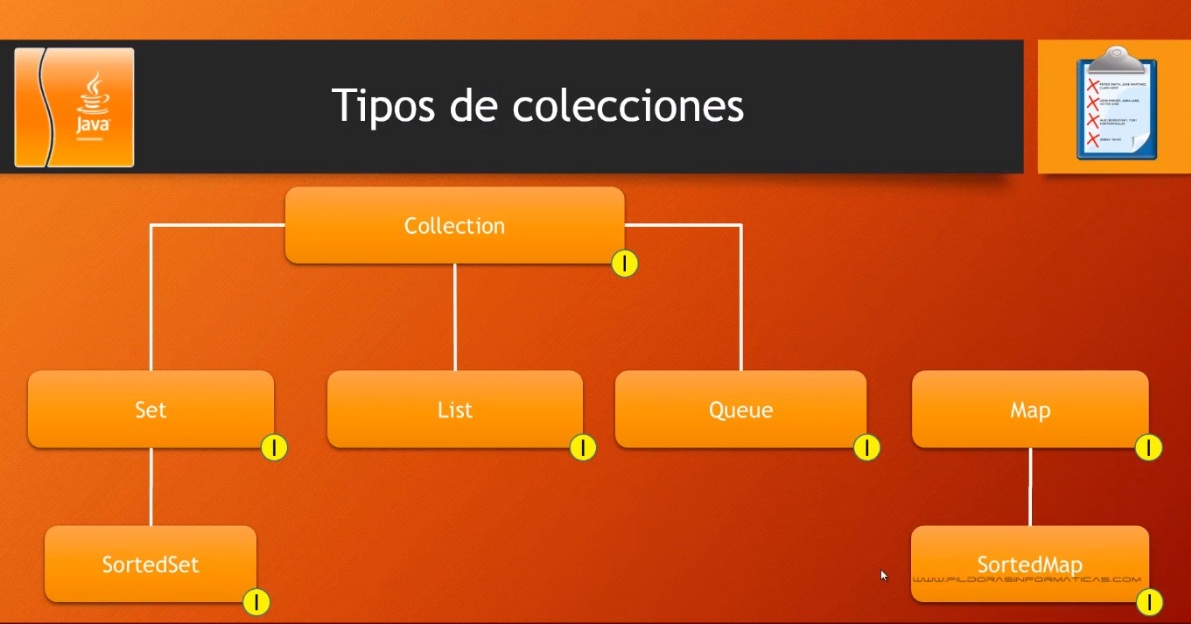 Java
Tipos de colecciones
Collection
I
Set
I
List
I
Queue
I
Map
I
SortedSet
I
SortedMap
WWW.PILDORASINFORMATICAS.COM
I